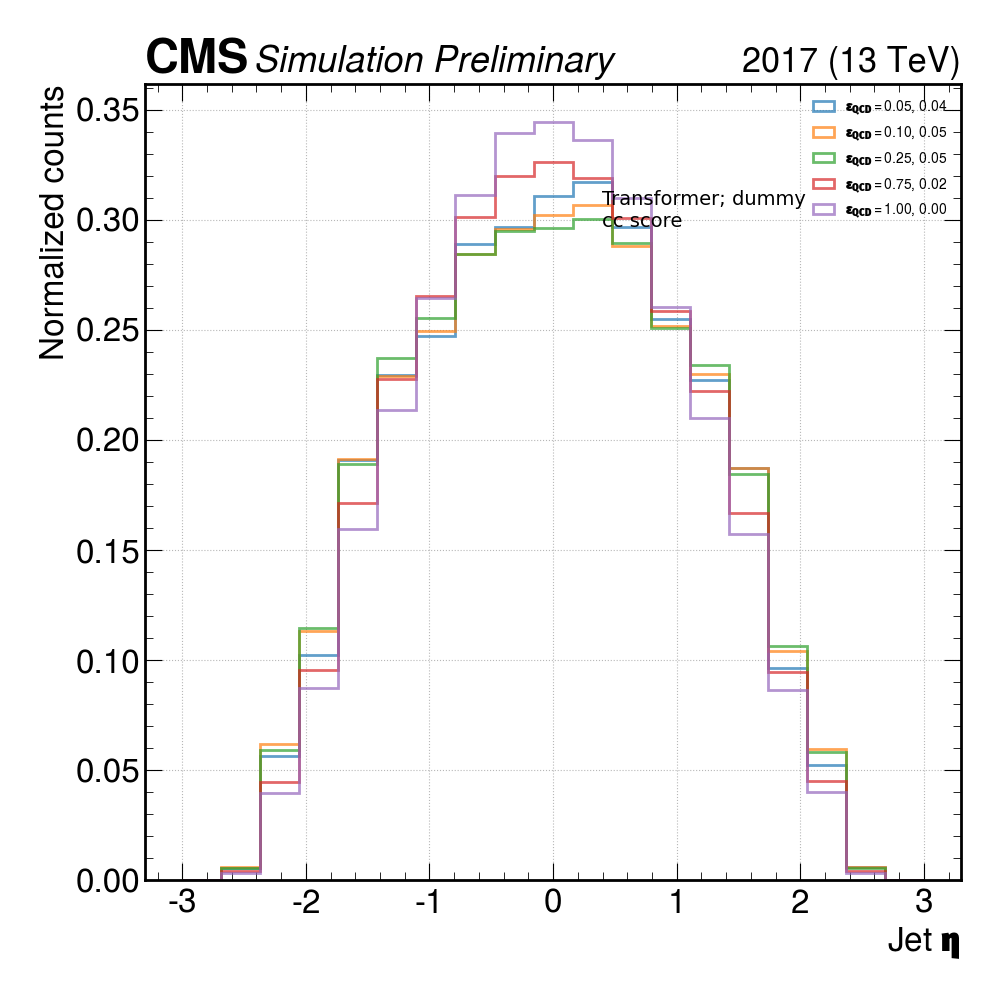 CMS Simulation Preliminary 2017 (13 TeV)
Normalized counts
0.35
0.30
0.25
0.20
0.15
0.10
0.05
0.00
εQCD = 0.05, 0.04
εQCD = 0.10, 0.05
εQCD = 0.25, 0.05
εQCD = 0.75, 0.02
εQCD = 1.00, 0.00
Transformer; dummy
cc score
-3 -2 -1 0 1 2 3
Jet η